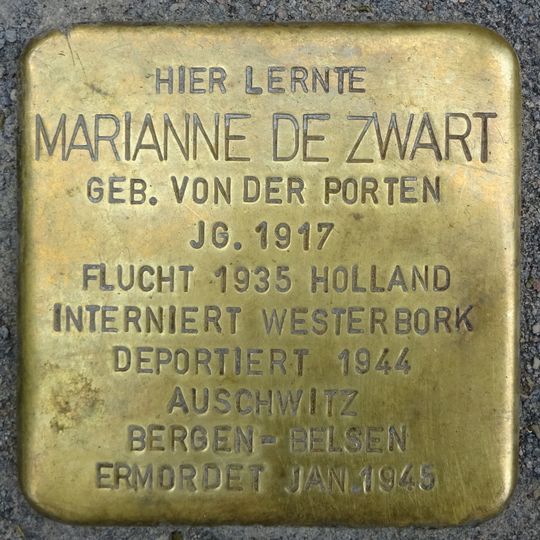 HIER LERNTE
MARIANNE DE ZWART
GEB. VON DER PORTEN
JG. 1917
FLUCHT 1935 HOLLAND
INTERNIERT WESTERBORK
DEPORTIERT 1944
AUSCHWITZ
BERGEN-BELSEN
ERMORDET JAN. 1945